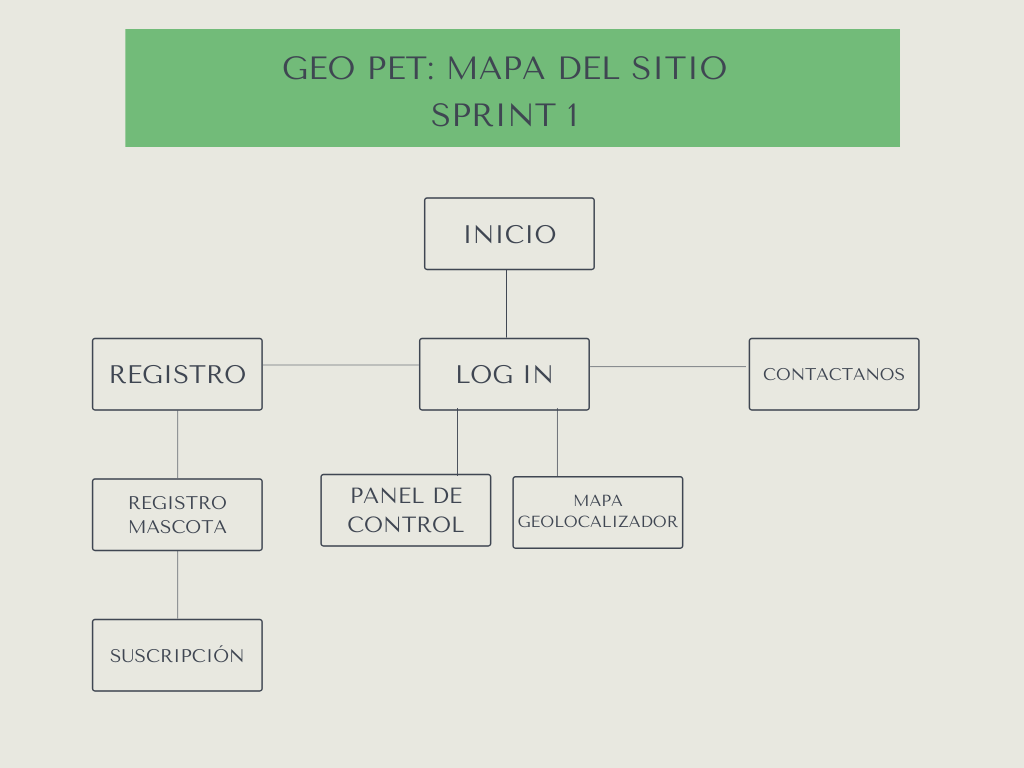 GEO PET: MAPA DEL SITIO
SPRINT 1
INICIO
REGISTRO
LOG IN
CONTACTANOS
REGISTRO
MASCOTA
PANEL DE
CONTROL
MAPA
GEOLOCALIZADOR
SUSCRIPCIÓN